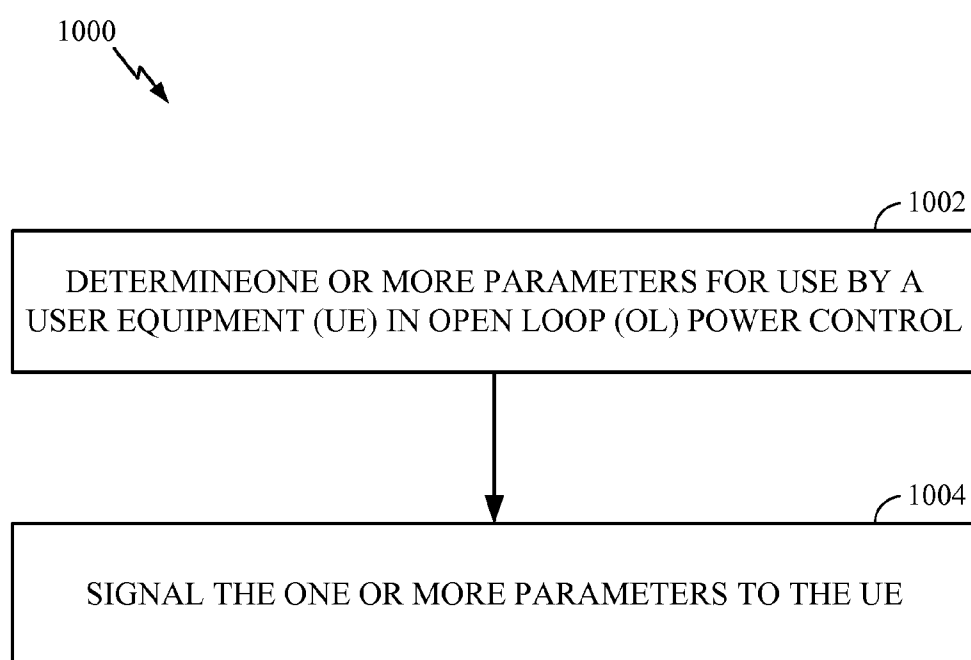 1000
1002
DETERMINEONE OR MORE PARAMETERS FOR USE BY A
USER EQUIPMENT (UE) IN OPEN LOOP (OL) POWER CONTROL
1004
SIGNAL THE ONE OR MORE PARAMETERS TO THE UE